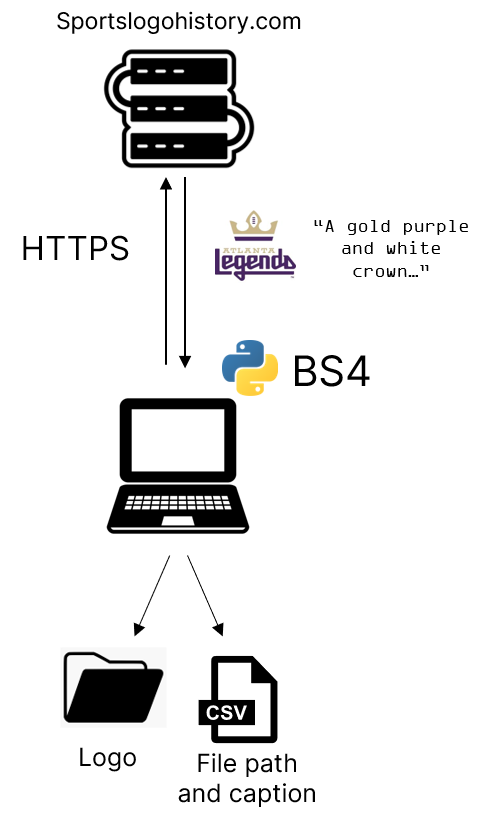 Sportslogohistory.com
HTTPS
ATLANTA
Legends
“A gold purple
and white
crown…”
BS4
CSV
Logo
File path
and caption